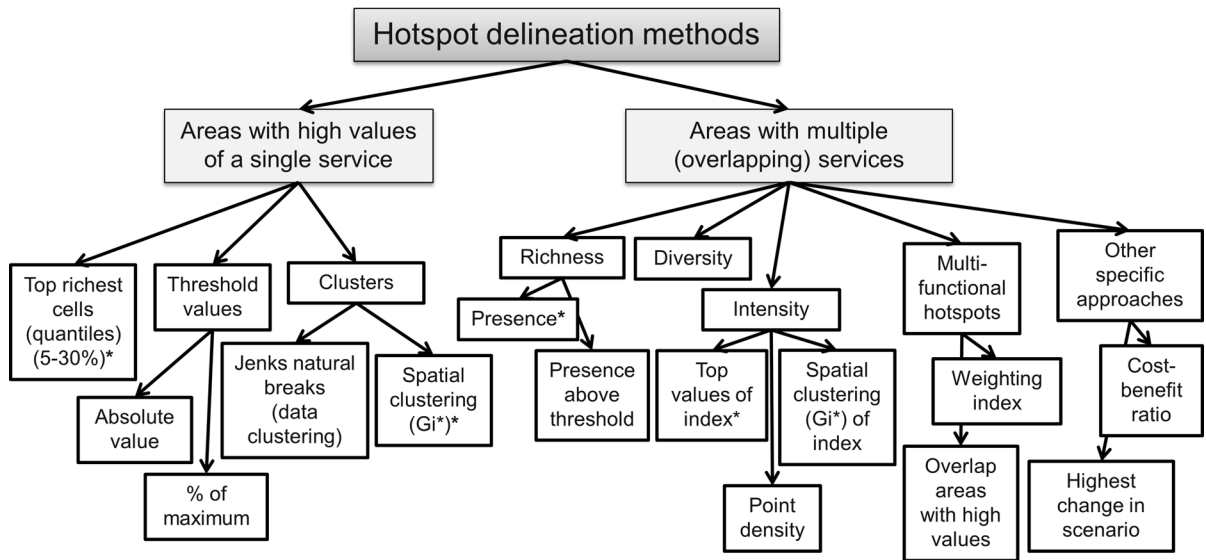 Hotspot delineation methods
Areas with high values
of a single service
Areas with multiple
(overlapping) services
Top richest
cells
(quantiles)
(5-30%)*
Threshold
values
Clusters
Absolute
value
% of
maximum
Jenks natural
breaks
(data
clustering)
Spatial
clustering
(Gi*)*
Richness
Presence*
Presence
above
threshold
Diversity
Intensity
Top
values of
index*
Point
density
Spatial
clustering
(Gi*) of
index
Multi-
functional
hotspots
Weighting
index
Overlap
areas
with high
values
Other
specific
approaches
Cost-
benefit
ratio
Highest
change in
scenario